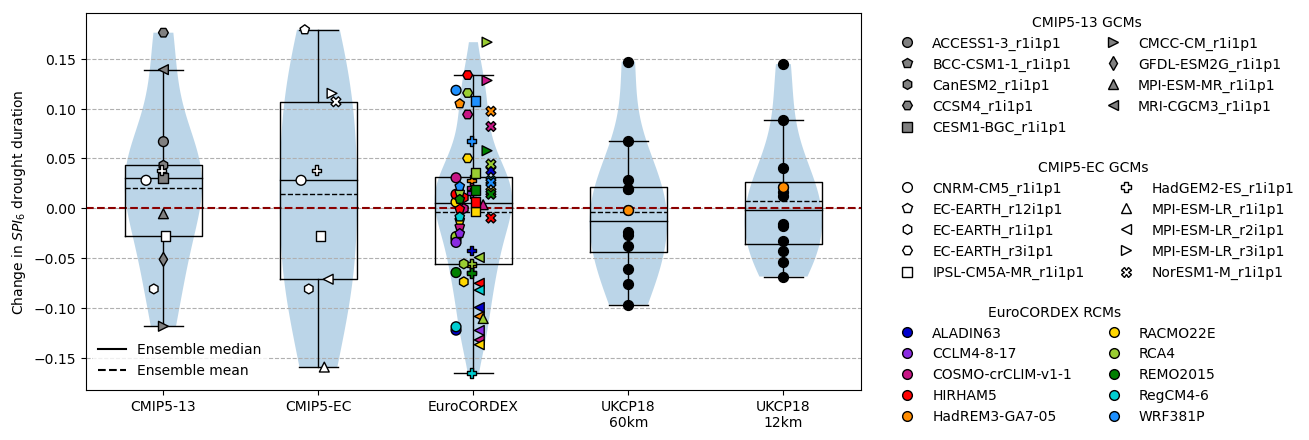 Change in SPI6 drought duration
0.15
0.10
0.05
0.00
−0.05
−0.10
−0.15
Ensemble median
Ensemble mean
CMIP5-13
CMIP5-EC
EuroCORDEX
UKCP18
60km
UKCP18
12km
CMIP5-13 GCMs
ACCESS1-3_r1i1p1
BCC-CSM1-1_r1i1p1
CanESM2_r1i1p1
CCSM4_r1i1p1
CESM1-BGC_r1i1p1
CMCC-CM_r1i1p1
GFDL-ESM2G_r1i1p1
MPI-ESM-MR_r1i1p1
MRI-CGCM3_r1i1p1
CMIP5-EC GCMs
CNRM-CM5_r1i1p1
EC-EARTH_r12i1p1
EC-EARTH_r1i1p1
EC-EARTH_r3i1p1
IPSL-CM5A-MR_r1i1p1
HadGEM2-ES_r1i1p1
MPI-ESM-LR_r1i1p1
MPI-ESM-LR_r2i1p1
MPI-ESM-LR_r3i1p1
NorESM1-M_r1i1p1
EuroCORDEX RCMs
ALADIN63
CCLM4-8-17
COSMO-crCLIM-v1-1
HIRHAM5
HadREM3-GA7-05
RACMO22E
RCA4
REMO2015
RegCM4-6
WRF381P